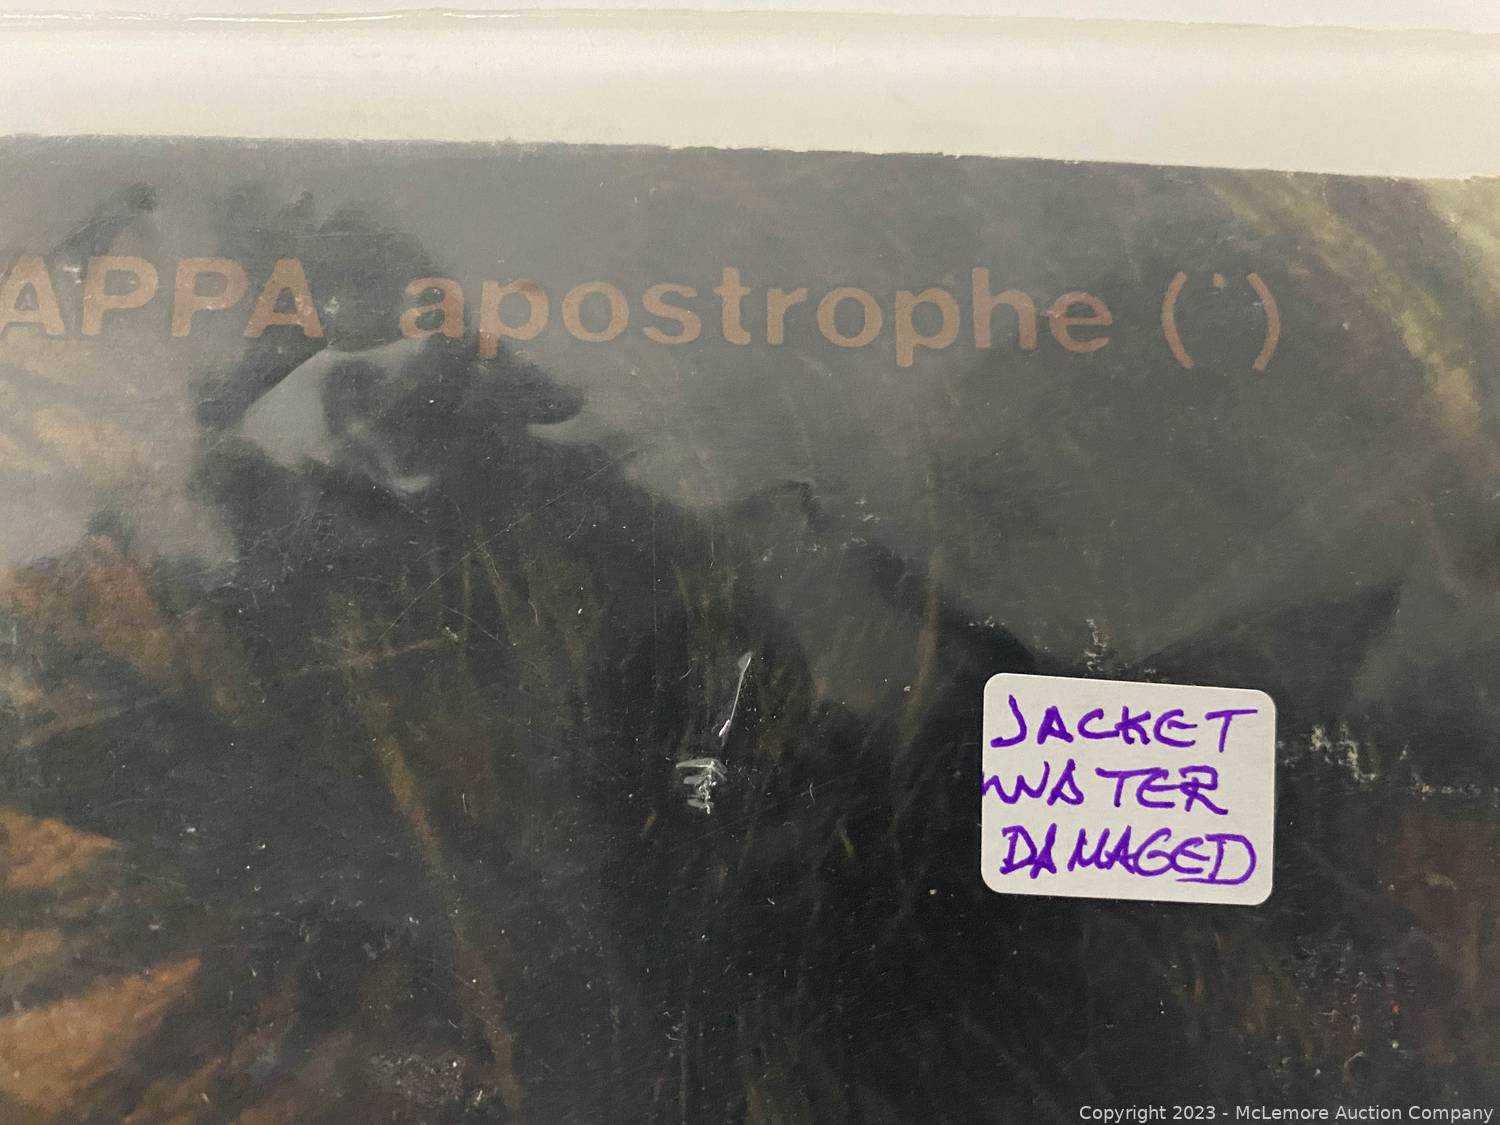 APPA apostrophe (')
JACKET
WATER
DAMAGED
Copyright 2023 - McLemore Auction Company